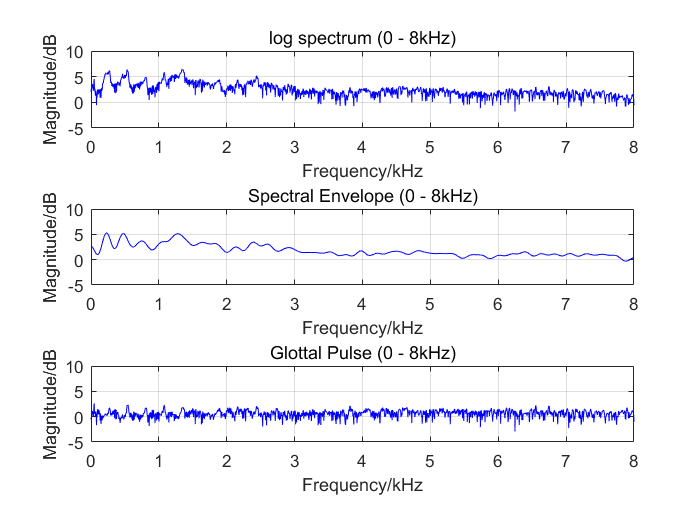 log spectrum (0 - 8kHz)
Magnitude/dB
10
5
0
-5
0 1 2 3 4 5 6 7 8
Frequency/kHz
Spectral Envelope (0 - 8kHz)
Magnitude/dB
10
5
0
-5
0 1 2 3 4 5 6 7 8
Frequency/kHz
Glottal Pulse (0 - 8kHz)
Magnitude/dB
10
5
0
-5
0 1 2 3 4 5 6 7 8
Frequency/kHz